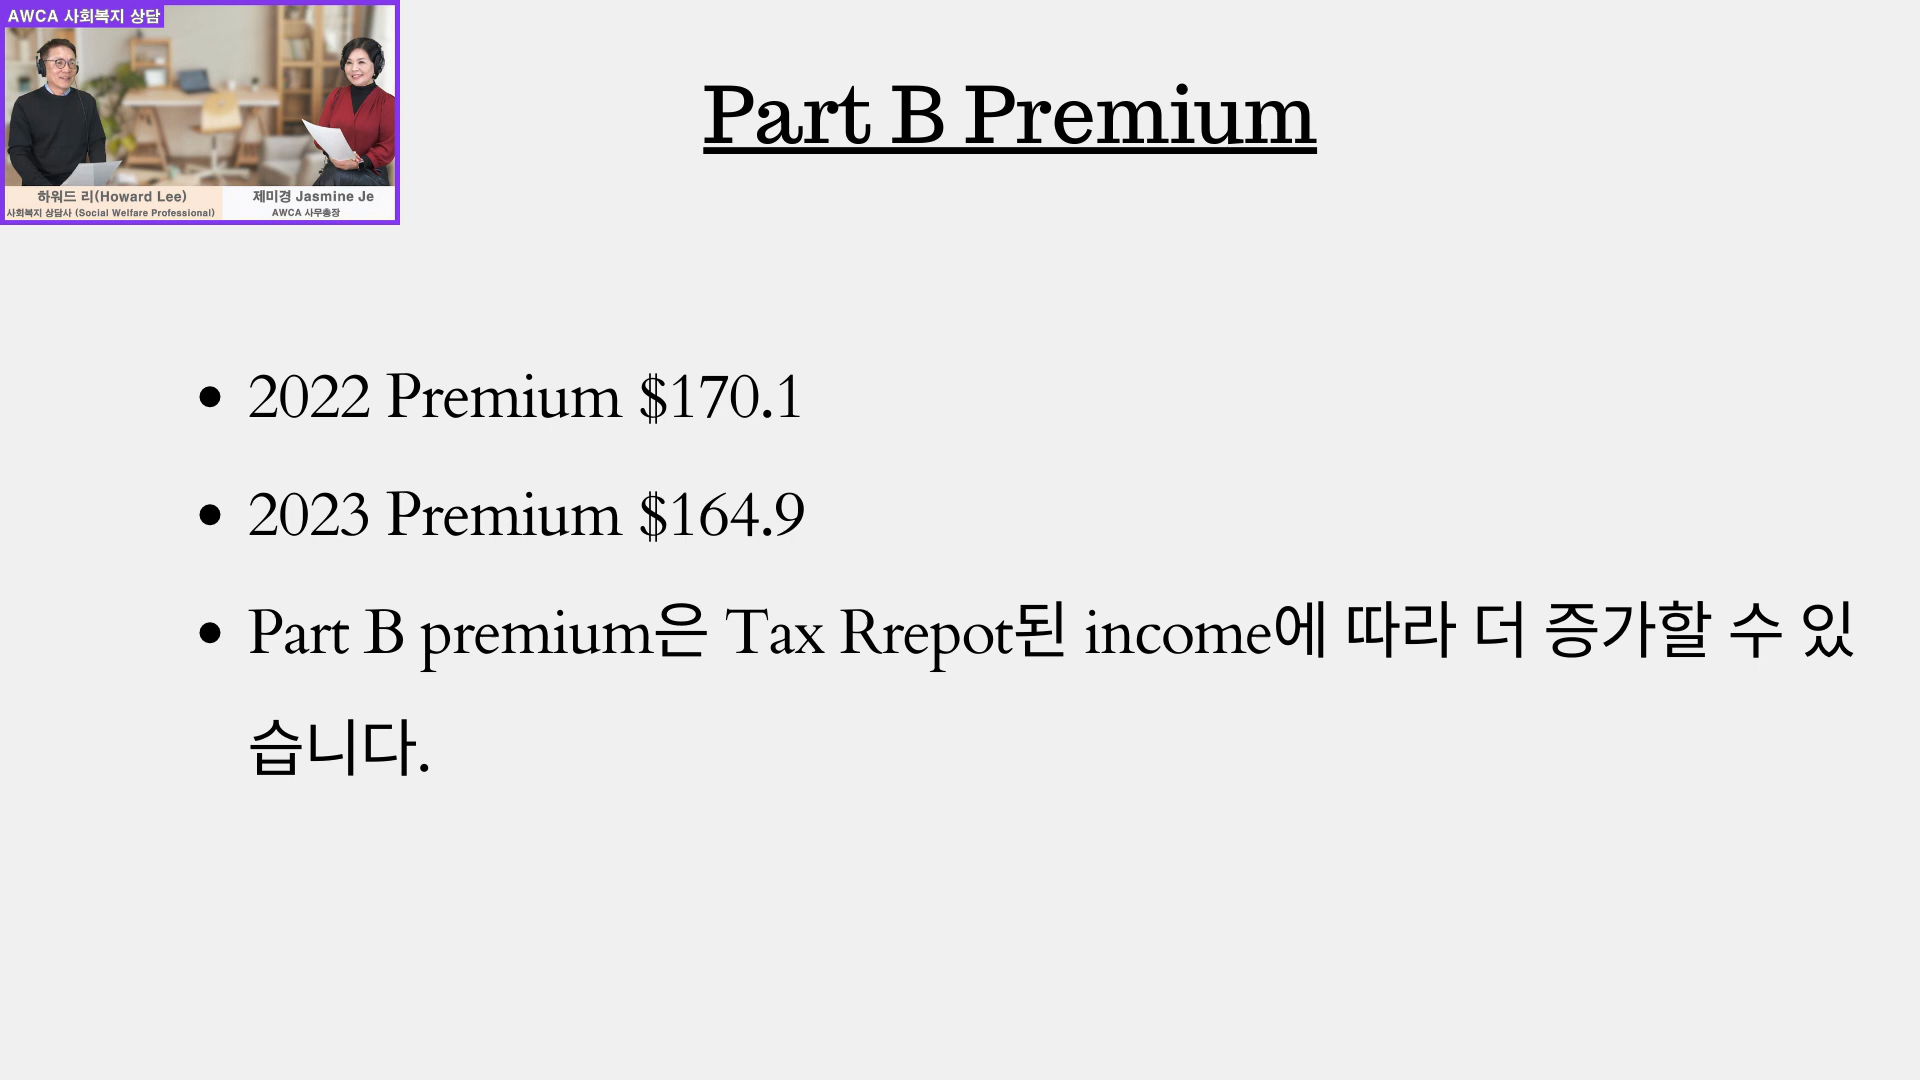 AWCA 사회복지 상담
하워드 리(Howard Lee)
사회복지 상담사 (Social Welfare Professional)
제미경 Jasmine Je
AWCA 사무총장
Part B Premium
• 2022 Premium $170.1
• 2023 Premium $164.9
• Part B premium은 Tax Rrepot된 income에 따라 더 증가할 수 있
습니다.